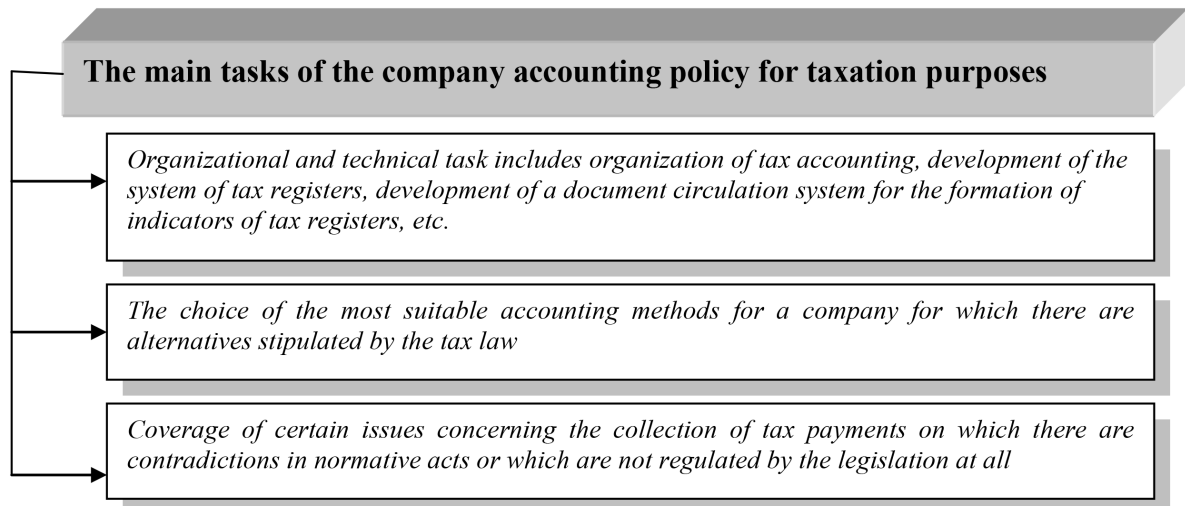 The main tasks of the company accounting policy for taxation purposes
Organizational and technical task includes organization of tax accounting, development of the
system of tax registers, development of a document circulation system for the formation of
indicators of tax registers, etc.
The choice of the most suitable accounting methods for a company for which there are
alternatives stipulated by the tax law
Coverage of certain issues concerning the collection of tax payments on which there are
contradictions in normative acts or which are not regulated by the legislation at all